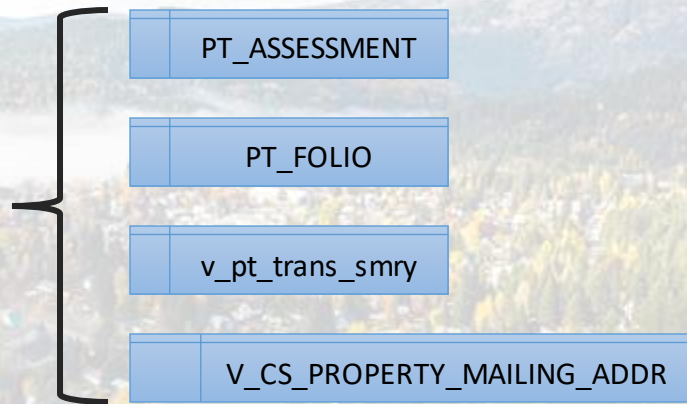 PT_ASSESSMENT
PT_FOLIO
v_pt_trans_smry
V_CS_PROPERTY_MAILING_ADDR